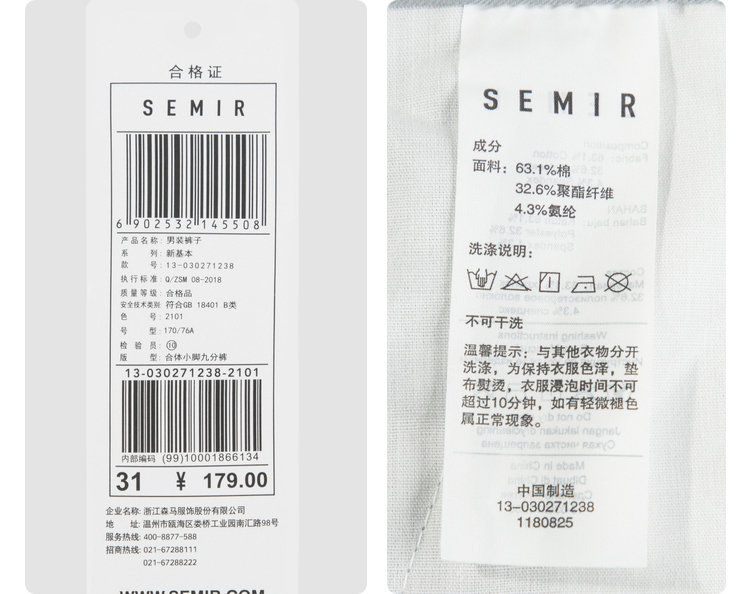 合格证
SEMIR
6 902532 145508
产品名称: 男装裤子
系 列: 新基本
款 号: 13-030271238
执行标准: Q/ZSM 08-2018
质量等级: 合格品
安全技术类别: 符合GB 18401 B类
色 号: 2101
号 型: 170/76A
检 验 员: ⑩
版 型: 合体小脚九分裤
13-030271238-2101
内部编码 (99)10001866134
31 ¥ 179.00
企业名称: 浙江森马服饰股份有限公司
地 址: 温州市瓯海区娄桥工业园南汇路98号
服务热线: 400-8877-588
招商热线: 021-67288111
021-67288222
WWW.SEMIR.COM
SEMIR
成分
面料: 63.1%棉
32.6%聚酯纤维
4.3%氨纶
洗涤说明:
不可干洗
温馨提示: 与其他衣物分开
洗涤, 为保持衣服色泽, 垫
布熨烫, 衣服浸泡时间不可
超过10分钟, 如有轻微褪色
属正常现象。
中国制造
13-030271238
1180825